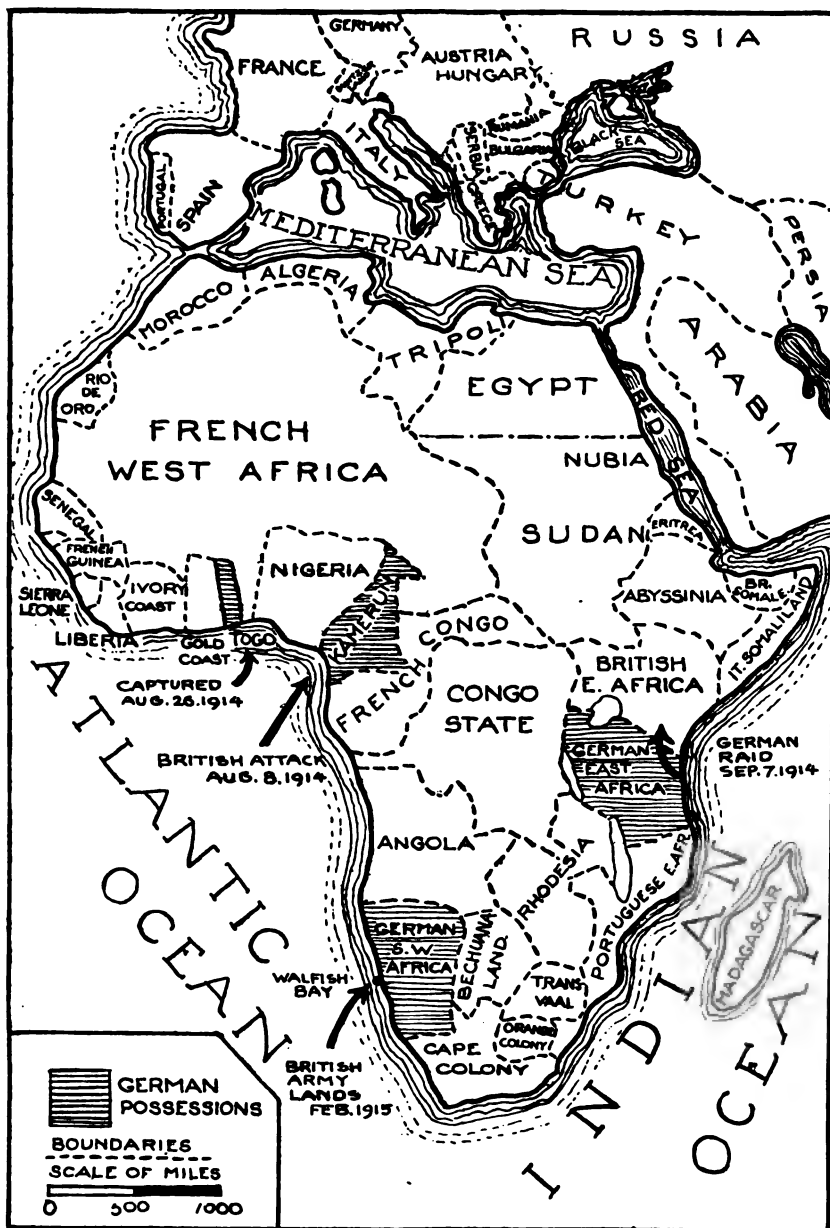 GERMANY
RUSSIA
FRANCE
AUSTRIA
HUNGARY
ITALY
RUMANIA
SERBIA
BULGARIA
BLACK
SEA
PORTUGAL
SPAIN
GREECE
TURKEY
MEDITERRANEAN SEA
PERSIA
MOROCCO
ALGERIA
TRIPOLI
ARABIA
RIO
DE
ORO
EGYPT
RED SEA
FRENCH
WEST AFRICA
NUBIA
SENEGAL
SUDAN
ERITREA
FRENCH
GUINEA
NIGERIA
SIERRA
LEONE
IVORY
COAST
ABYSSINIA
BR.
SOMALE
LIBERIA
GOLD
COAST
TOGO
KAMERUN
IT. SOMALILAND
FRENCH CONGO
CAPTURED
AUG. 26. 1914
CONGO
STATE
BRITISH
E. AFRICA
BRITISH ATTACK
AUG. 8. 1914
GERMAN
EAST
AFRICA
GERMAN
RAID
SEP. 7. 1914
ATLANTIC
OCEAN
ANGOLA
RHODESIA
PORTUGUESE E. AFR.
MADAGASCAR
GERMAN
S. W.
AFRICA
BECHUANA
LAND.
WALFISH
BAY
TRANS
VAAL
ORANGE
COLONY
CAPE
COLONY
BRITISH
ARMY
LANDS
FEB. 1915
INDIAN
OCEAN
GERMAN
POSSESSIONS
BOUNDARIES
SCALE OF MILES
0 500 1000